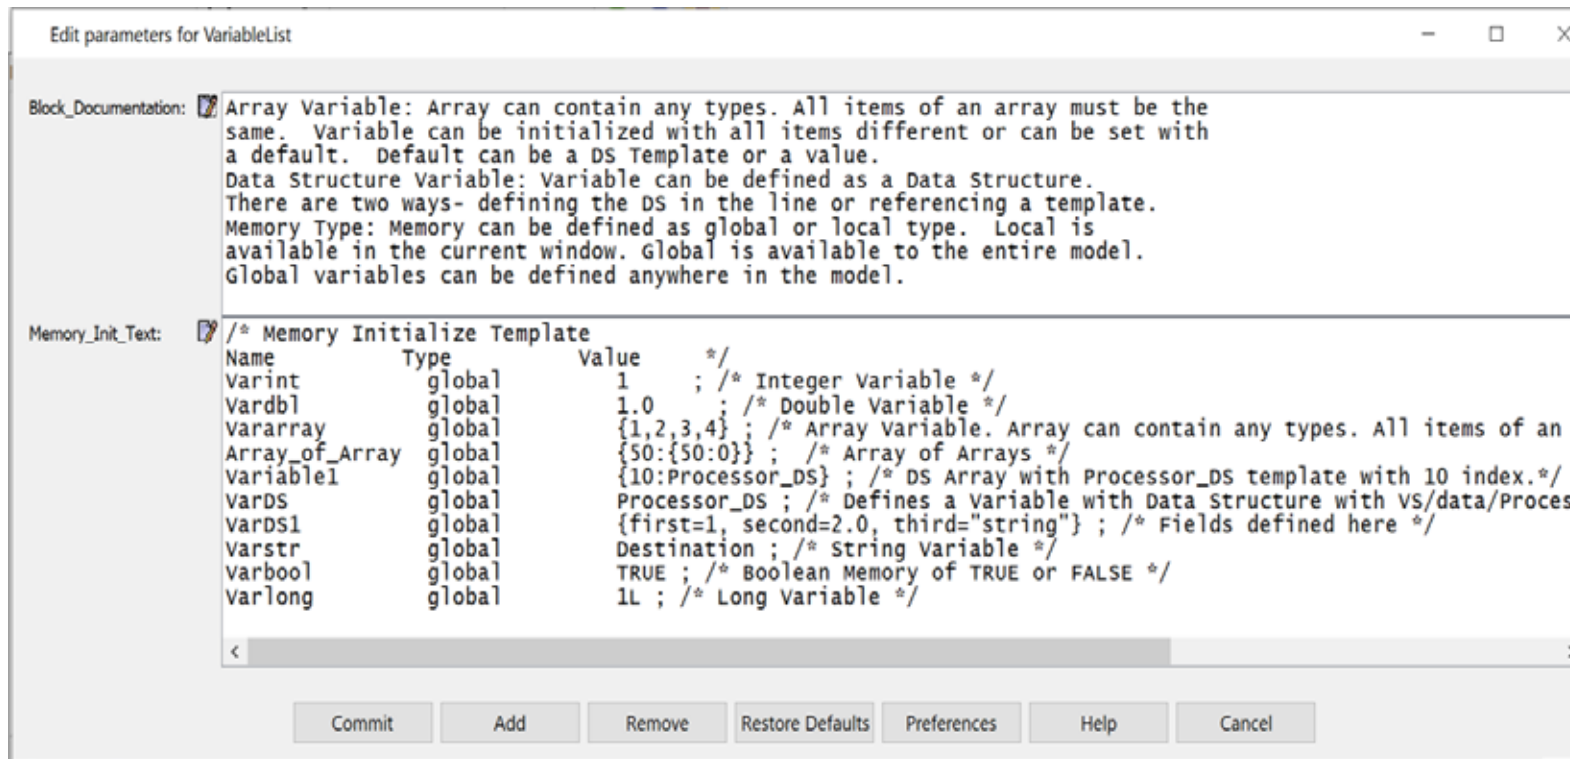 Edit parameters for VariableList
Block_Documentation:
Array Variable: Array can contain any types. All items of an array must be the
same.  Variable can be initialized with all items different or can be set with
a default.  Default can be a DS Template or a value.
Data Structure Variable: Variable can be defined as a Data Structure.
There are two ways- defining the DS in the line or referencing a template.
Memory Type: Memory can be defined as global or local type.  Local is
available in the current window. Global is available to the entire model.
Global variables can be defined anywhere in the model.
Memory_Init_Text:
/* Memory Initialize Template
Name Type Value */
Varint global 1 ; /* Integer Variable */
Vardbl global 1.0 ; /* Double Variable */
Vararray global {1,2,3,4} ; /* Array Variable. Array can contain any types. All items of an
Array_of_Array global {50:{50:0}} ; /* Array of Arrays */
Variable1 global {10:Processor_DS} ; /* DS Array with Processor_DS template with 10 index.*/
VarDS global Processor_DS ; /* Defines a Variable with Data Structure with VS/data/Proces
VarDS1 global {first=1, second=2.0, third="string"} ; /* Fields defined here */
Varstr global Destination ; /* String Variable */
Varbool global TRUE ; /* Boolean Memory of TRUE or FALSE */
Varlong global 1L ; /* Long Variable */
Commit Add Remove Restore Defaults Preferences Help Cancel